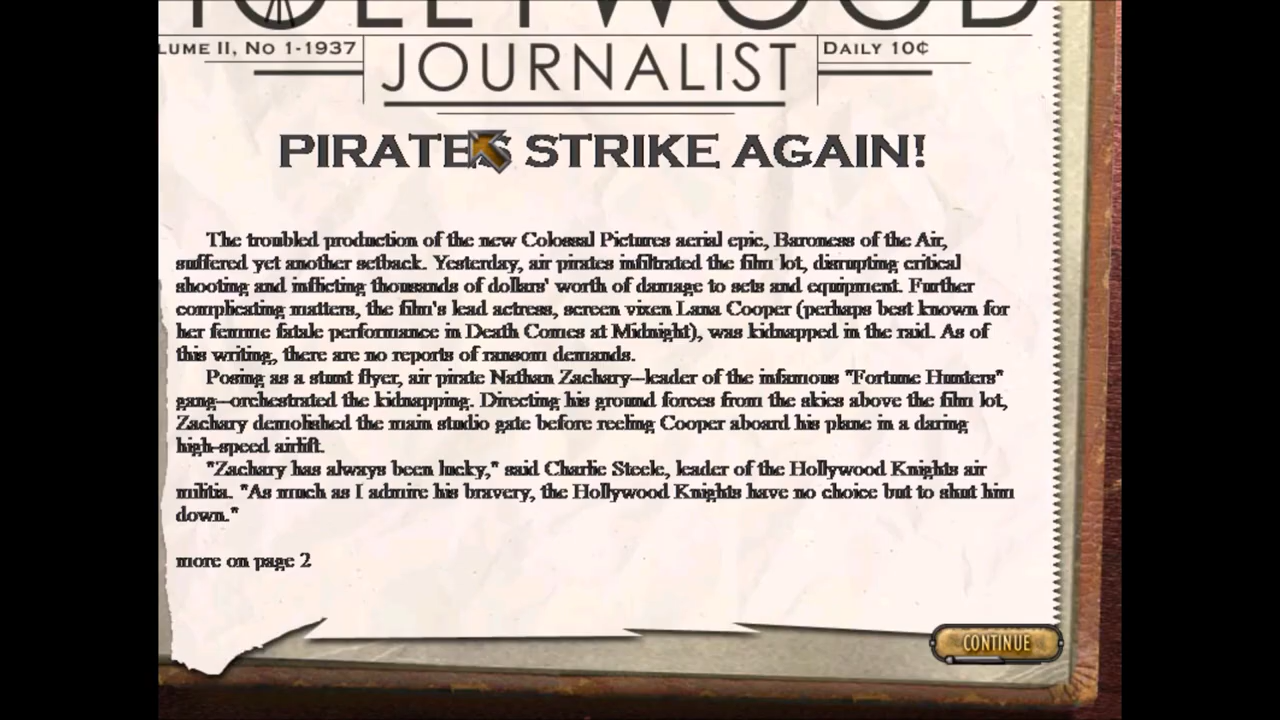 HOLLYWOOD
LUME II, No 1-1937
JOURNALIST
DAILY 10¢
PIRATES STRIKE AGAIN!
The troubled production of the new Colossal Pictures aerial epic, Baroness of the Air,
suffered yet another setback. Yesterday, air pirates infiltrated the film lot, disrupting critical
shooting and inflicting thousands of dollars' worth of damage to sets and equipment. Further
complicating matters, the film's lead actress, screen vixen Lana Cooper (perhaps best known for
her femme fatale performance in Death Comes at Midnight), was kidnapped in the raid. As of
this writing, there are no reports of ransom demands.
Posing as a stunt flyer, air pirate Nathan Zachary--leader of the infamous "Fortune Hunters"
gang--orchestrated the kidnapping. Directing his ground forces from the skies above the film lot,
Zachary demolished the main studio gate before reeling Cooper aboard his plane in a daring
high-speed airlift.
"Zachary has always been lucky," said Charlie Steele, leader of the Hollywood Knights air
militia. "As much as I admire his bravery, the Hollywood Knights have no choice but to shut him
down."
more on page 2
CONTINUE